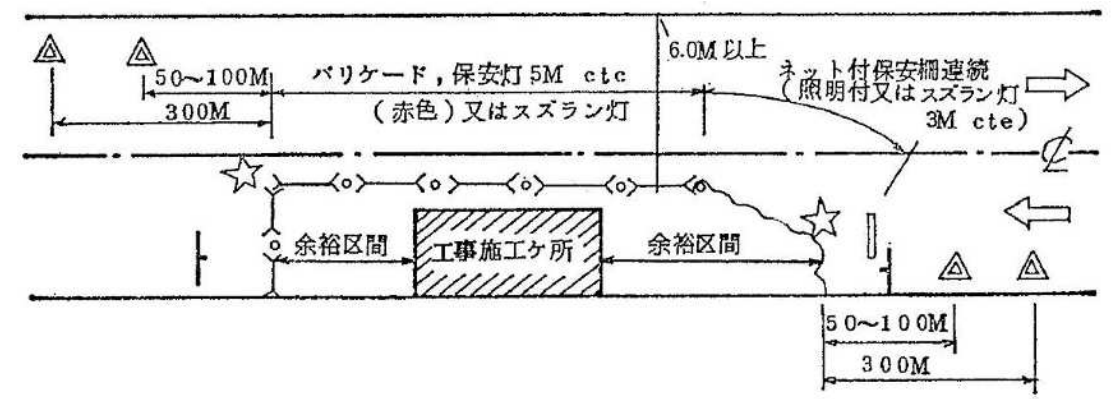 6.0M以上
50～100M
バリケード,保安灯5M ctc
ネット付保安柵連続
300M
(赤色)又はスズラン灯
(照明付又はスズラン灯
3M cte)
余裕区間
工事施工ケ所
余裕区間
50～100M
300M